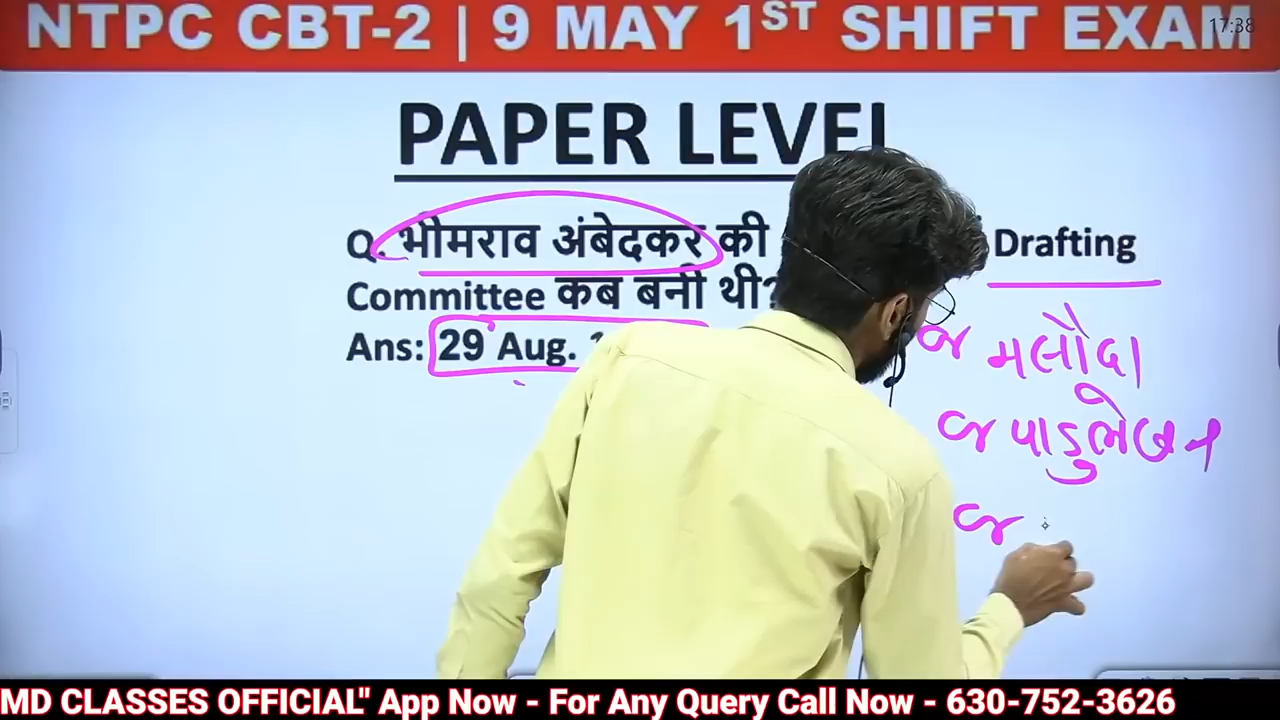 NTPC CBT-2 | 9 MAY 1ST SHIFT EXAM
17:38
PAPER LEVEL
Q. भीमराव अंबेदकर की Drafting
Committee कब बनी थी?
Ans: 29 Aug.
मसौदा
MD CLASSES OFFICIAL" App Now - For Any Query Call Now - 630-752-3626